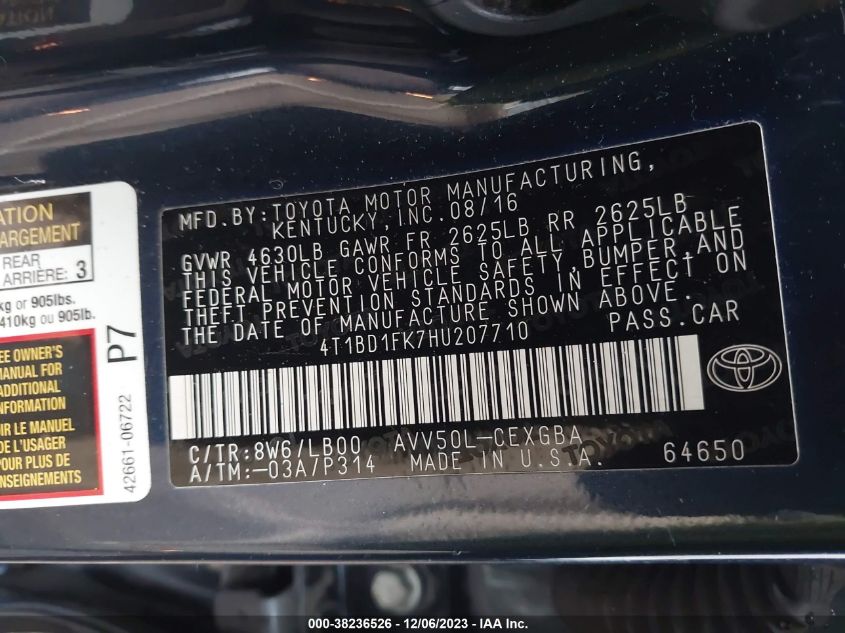 MFD. BY: TOYOTA MOTOR MANUFACTURING,
KENTUCKY, INC. 08/16
GVWR 4630LB GAWR FR 2625LB RR 2625LB
THIS VEHICLE CONFORMS TO ALL APPLICABLE
FEDERAL MOTOR VEHICLE SAFETY, BUMPER, AND
THEFT PREVENTION STANDARDS IN EFFECT ON
THE DATE OF MANUFACTURE SHOWN ABOVE.
4T1BD1FK7HU207710 PASS. CAR
C/TR: 8W6/LB00 AVV50L-CEXGBA
A/TM: -03A/P314 MADE IN U.S.A. 64650
ATION
ARGEMENT
REAR
ARRIÈRE: 3
kg or 905lbs.
410kg ou 905lb.
EE OWNER'S
MANUAL FOR
ADDITIONAL
INFORMATION
OIR LE MANUEL
DE L'USAGER
POUR PLUS DE
ENSEIGNEMENTS
P7
42661-06722
000-38236526 - 12/06/2023 - IAA Inc.